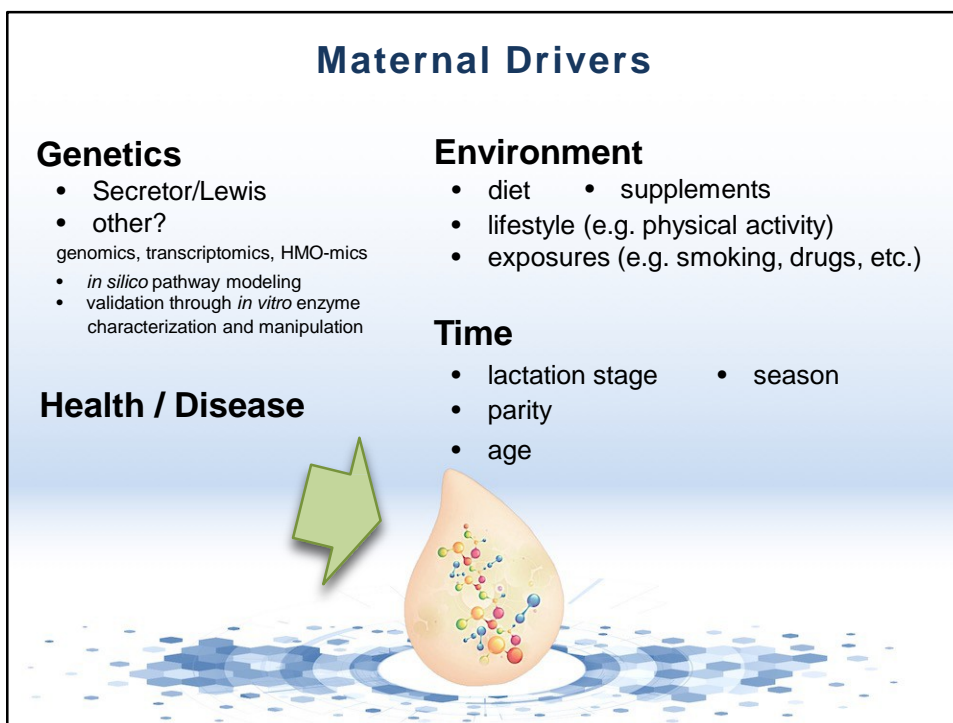 Maternal Drivers
Genetics
• Secretor/Lewis
• other?
genomics, transcriptomics, HMO-mics
• in silico pathway modeling
• validation through in vitro enzyme
characterization and manipulation
Health / Disease
Environment
• diet • supplements
• lifestyle (e.g. physical activity)
• exposures (e.g. smoking, drugs, etc.)
Time
• lactation stage • season
• parity
• age